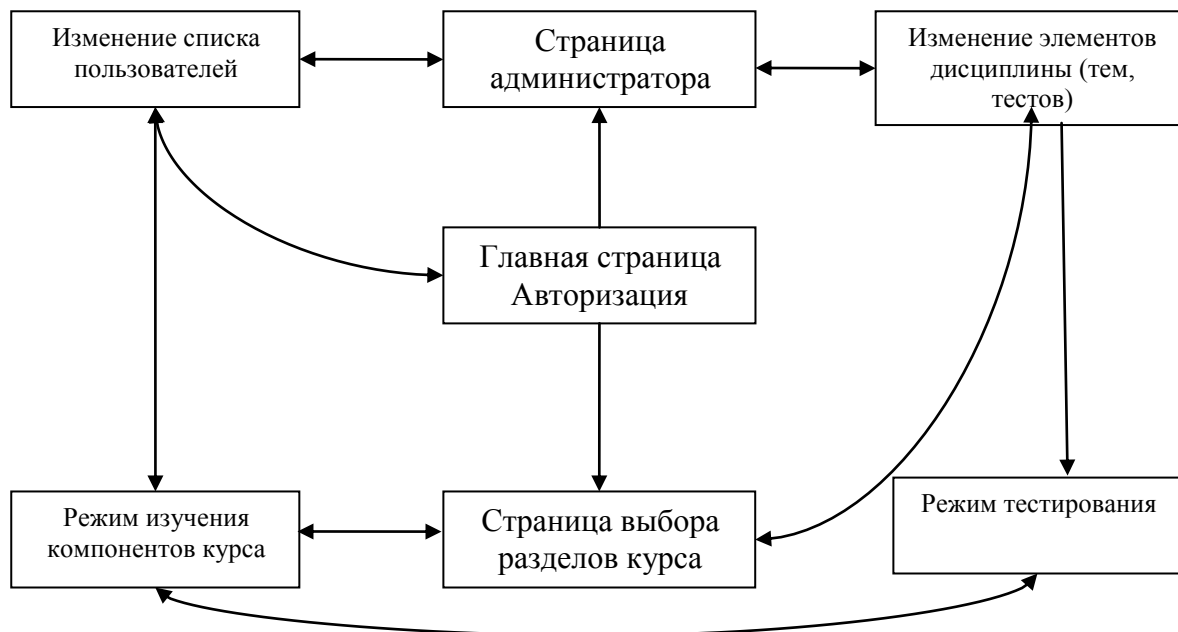 Изменение списка
пользователей
Страница
администратора
Изменение элементов
дисциплины (тем,
тестов)
Главная страница
Авторизация
Режим изучения
компонентов курса
Страница выбора
разделов курса
Режим тестирования